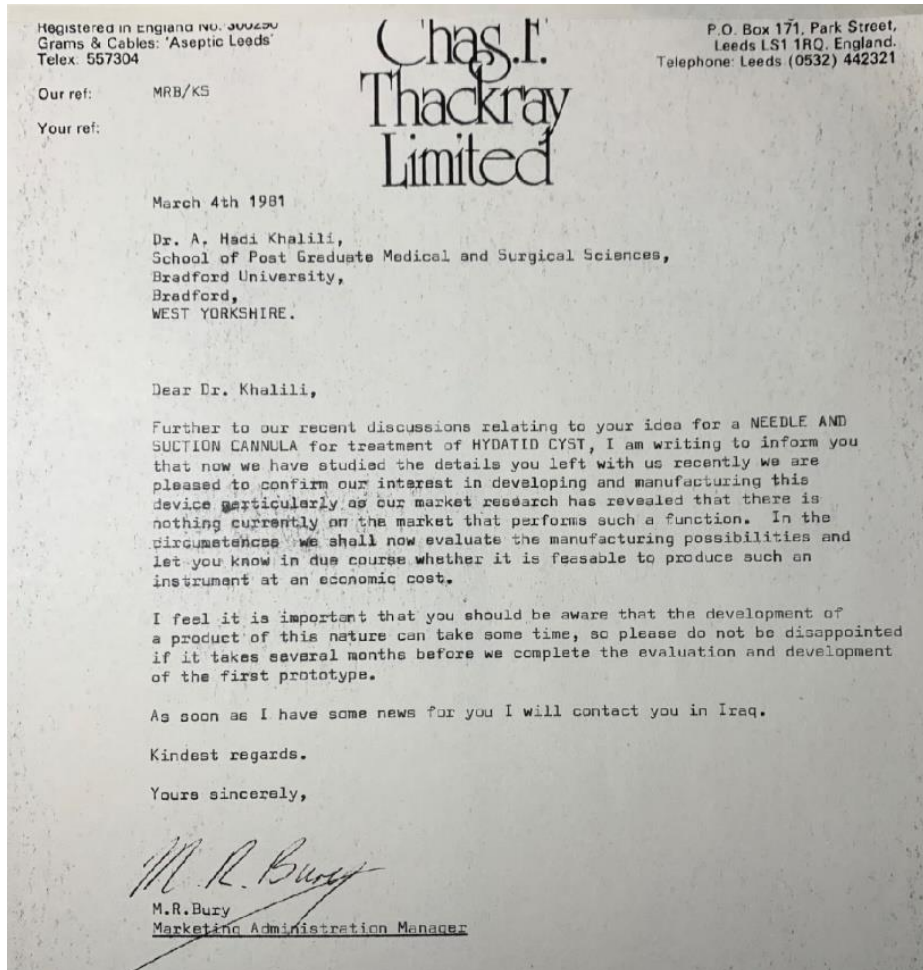 Registered in England No.
Grams & Cables: 'Aseptic Leeds'
Telex: 557304
Our ref: MRB/KS
Your ref:
Chas. F.
Thackray
Limited
P.O. Box 171, Park Street,
Leeds LS1 1RQ. England.
Telephone: Leeds (0532) 442321
March 4th 1981
Dr. A. Hadi Khalili,
School of Post Graduate Medical and Surgical Sciences,
Bradford University,
Bradford,
WEST YORKSHIRE.
Dear Dr. Khalili,
Further to our recent discussions relating to your idea for a NEEDLE AND
SUCTION CANNULA for treatment of HYDATID CYST, I am writing to inform you
that now we have studied the details you left with us recently we are
pleased to confirm our interest in developing and manufacturing this
device particularly as our market research has revealed that there is
nothing currently on the market that performs such a function. In the
circumstances we shall now evaluate the manufacturing possibilities and
let you know in due course whether it is feasable to produce such an
instrument at an economic cost.
I feel it is important that you should be aware that the development of
a product of this nature can take some time, so please do not be disappointed
if it takes several months before we complete the evaluation and development
of the first prototype.
As soon as I have some news for you I will contact you in Iraq.
Kindest regards.
Yours sincerely,
M. R. Bury
M.R.Bury
Marketing Administration Manager